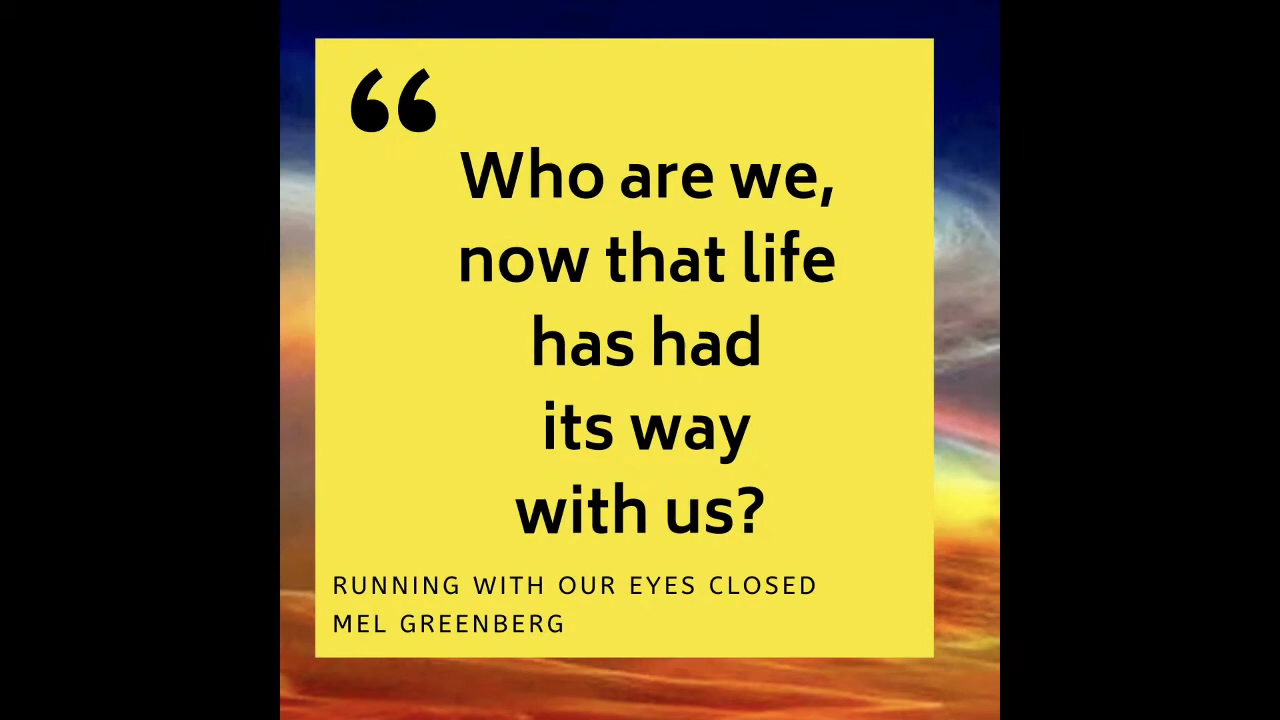 “
Who are we,
now that life
has had
its way
with us?
RUNNING WITH OUR EYES CLOSED
MEL GREENBERG